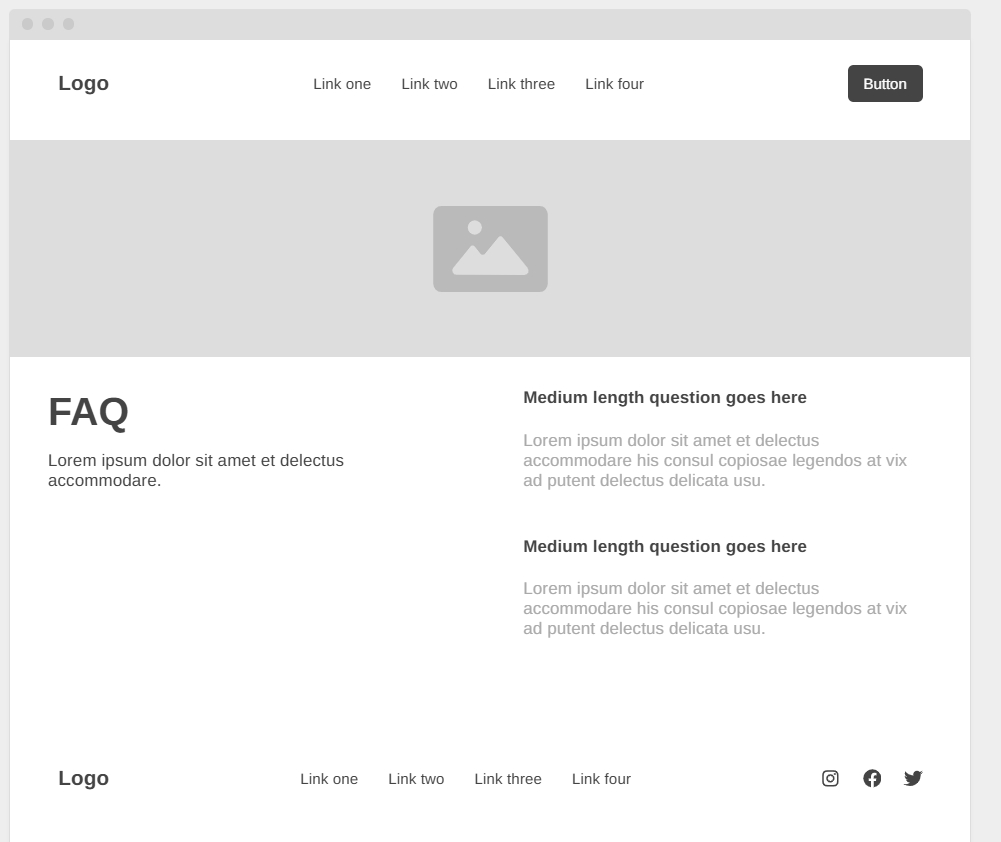 Logo
Link one
Link two
Link three
Link four
Button
FAQ
Lorem ipsum dolor sit amet et delectus
accommodare.
Medium length question goes here
Lorem ipsum dolor sit amet et delectus
accommodare his consul copiosae legendos at vix
ad putent delectus delicata usu.
Medium length question goes here
Lorem ipsum dolor sit amet et delectus
accommodare his consul copiosae legendos at vix
ad putent delectus delicata usu.
Logo
Link one
Link two
Link three
Link four